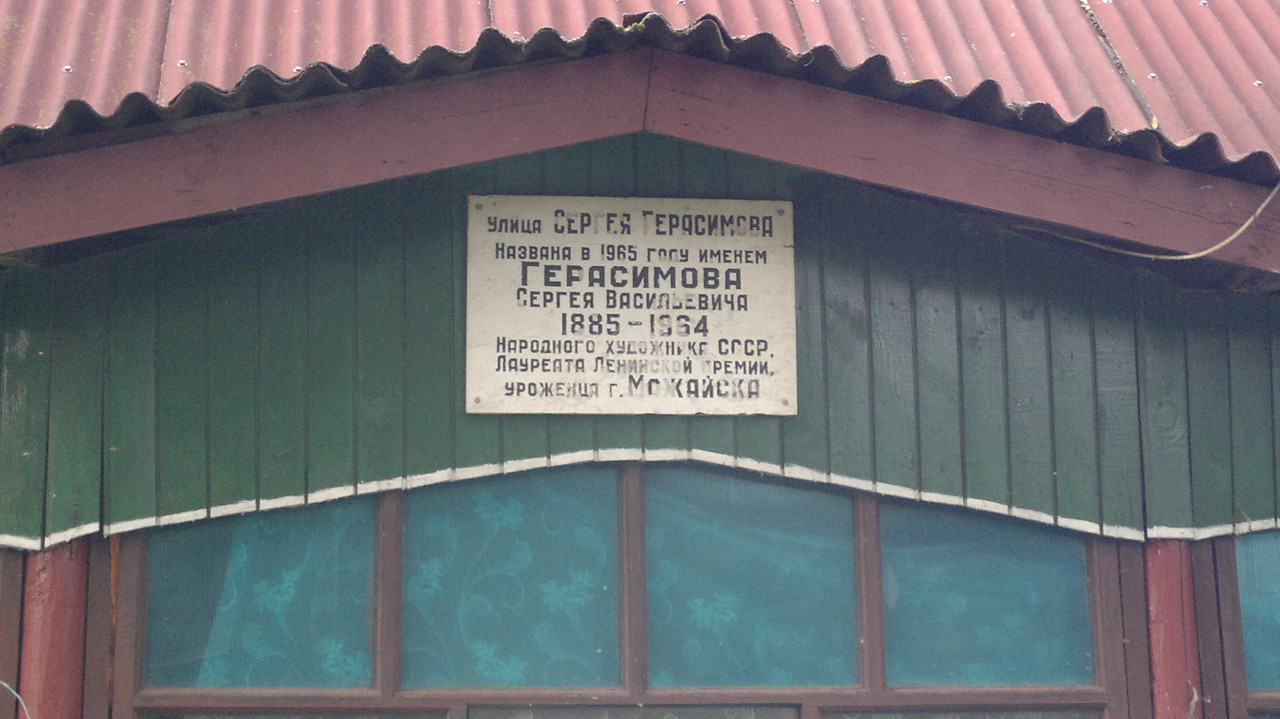 Улица СЕРГЕЯ ГЕРАСИМОВА
НАЗВАНА В 1965 ГОДУ ИМЕНЕМ
ГЕРАСИМОВА
СЕРГЕЯ ВАСИЛЬЕВИЧА
1885-1964
НАРОДНОГО ХУДОЖНИКА СССР,
ЛАУРЕАТА ЛЕНИНСКОЙ ПРЕМИИ,
УРОЖЕНЦА Г. МОЖАЙСКА